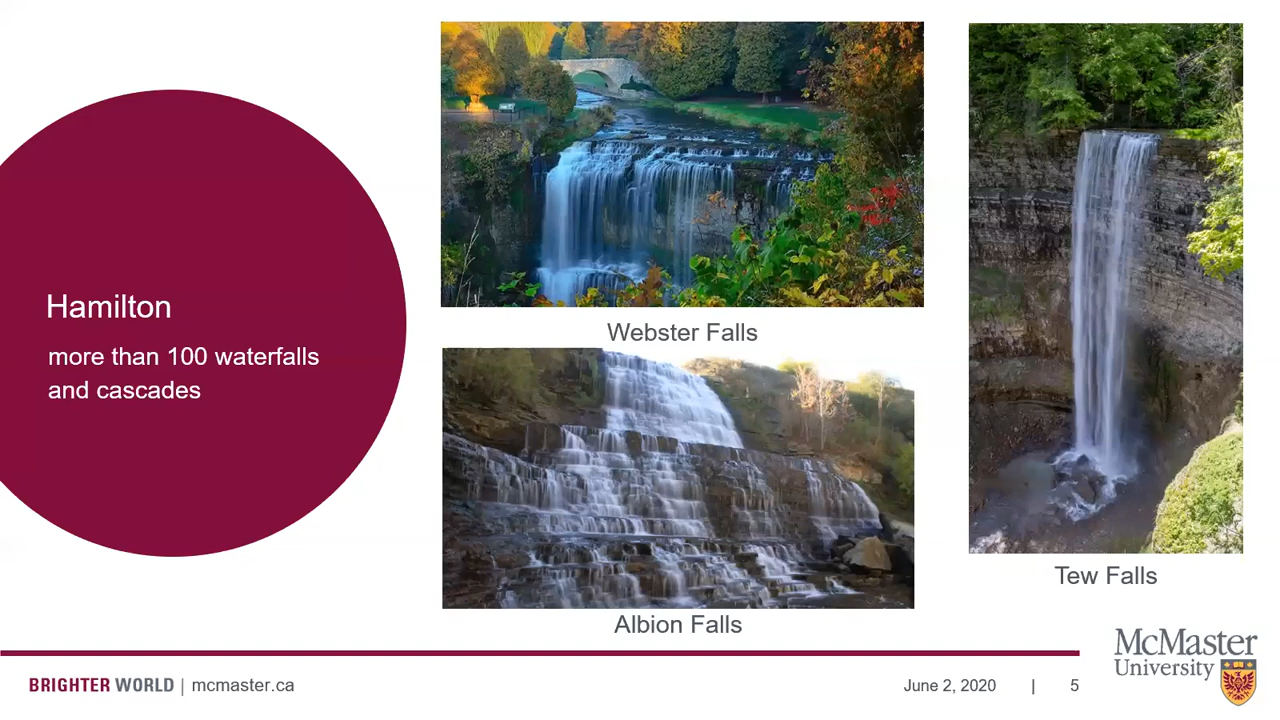 Hamilton
more than 100 waterfalls
and cascades
Webster Falls
Albion Falls
Tew Falls
BRIGHTER WORLD | mcmaster.ca
June 2, 2020 | 5
McMaster
University